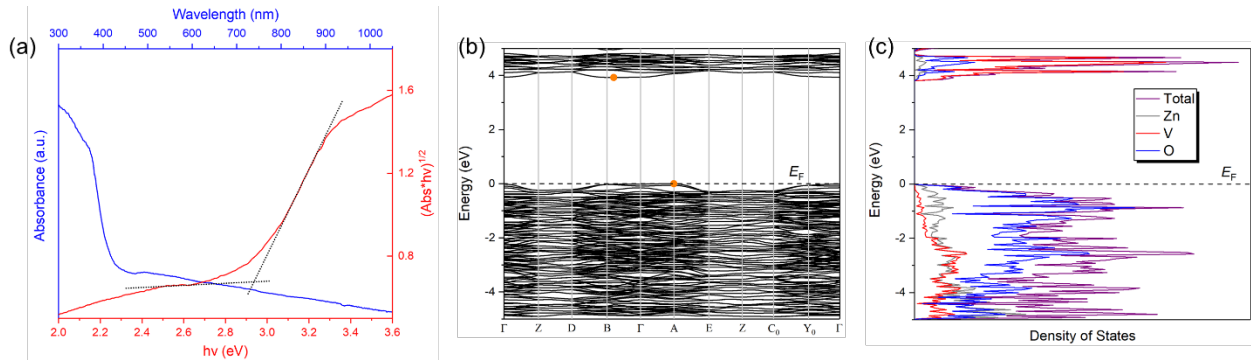 (a)
Wavelength (nm)
300 400 500 600 700 800 900 1000
Absorbance (a.u.)
1.6
1.2
0.8
(Abs*hv)1/2
2.0 2.2 2.4 2.6 2.8 3.0 3.2 3.4 3.6
hv (eV)
(b)
Energy (eV)
4
2
0
-2
-4
EF
Γ Z D B Γ A E Z C0 Y0 Γ
(c)
Energy (eV)
4
2
0
-2
-4
Total
Zn
V
O
EF
Density of States